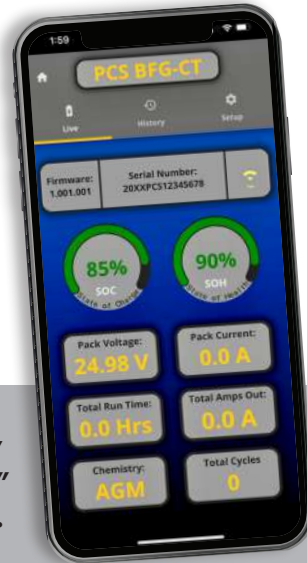 1:59
PCS BFG-CT
Live
History
Setup
Firmware:
1.001.001
Serial Number:
20XXPCS12345678
85%
SOC
State of Charge
90%
SOH
State of Health
Pack Voltage:
24.98 V
Pack Current:
0.0 A
Total Run Time:
0.0 Hrs
Total Amps Out:
0.0 A
Chemistry:
AGM
Total Cycles
0